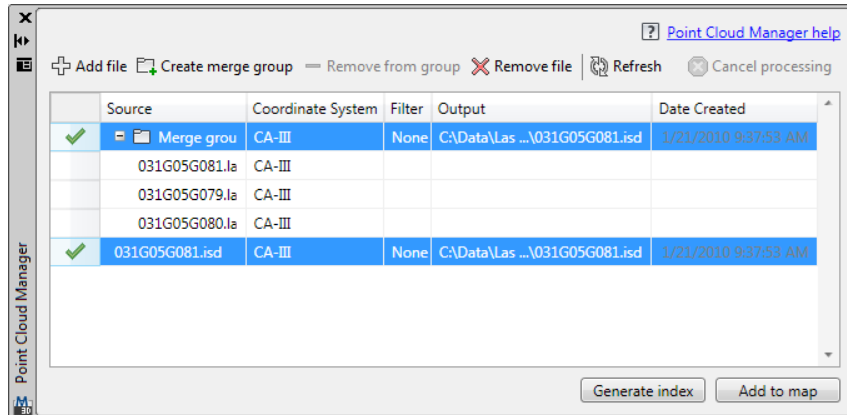 Point Cloud Manager help
Add file Create merge group Remove from group Remove file Refresh Cancel processing
Source Coordinate System Filter Output Date Created
Merge grou CA-III None C:\Data\Las ...\031G05G081.isd 1/21/2010 9:37:53 AM
031G05G081.la CA-III
031G05G079.la CA-III
031G05G080.la CA-III
031G05G081.isd CA-III None C:\Data\Las ...\031G05G081.isd 1/21/2010 9:37:53 AM
Generate index Add to map
Point Cloud Manager